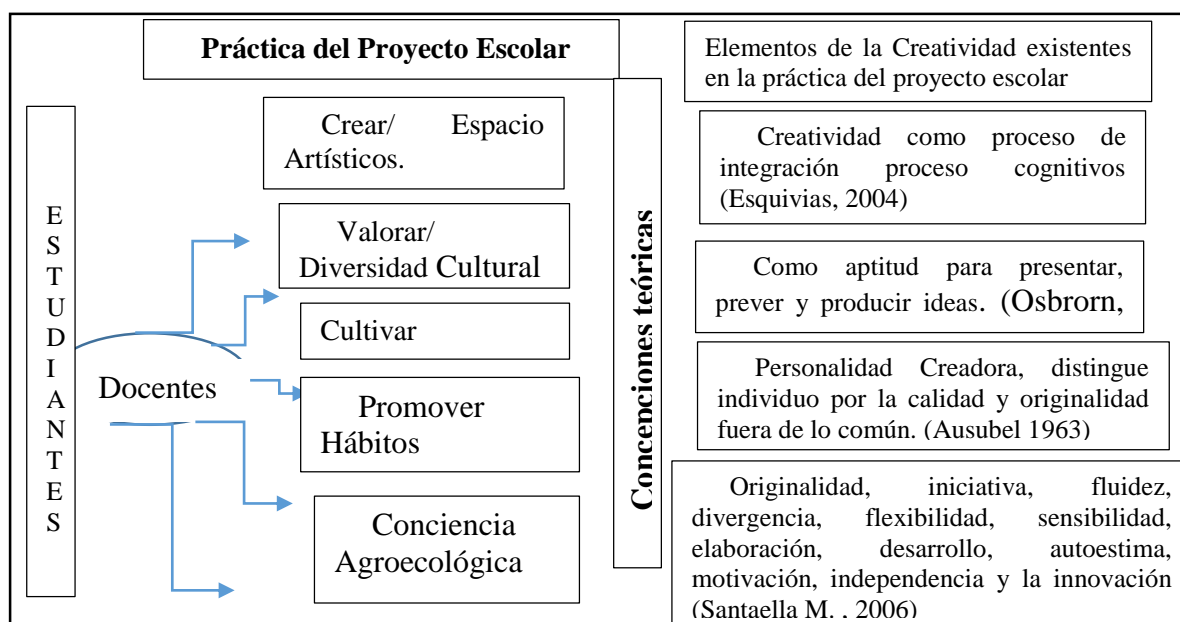 Práctica del Proyecto Escolar
E
S
T
U
D
I
A
N
T
E
S
Docentes
Crear/ Espacio
Artísticos.
Valorar/
Diversidad Cultural
Cultivar
Promover
Hábitos
Conciencia
Agroecológica
Concepciones teóricas
Elementos de la Creatividad existentes
en la práctica del proyecto escolar
Creatividad como proceso de
integración proceso cognitivos
(Esquivias, 2004)
Como aptitud para presentar,
prever y producir ideas. (Osbrorn,
Personalidad Creadora, distingue
individuo por la calidad y originalidad
fuera de lo común. (Ausubel 1963)
Originalidad, iniciativa, fluidez,
divergencia, flexibilidad, sensibilidad,
elaboración, desarrollo, autoestima,
motivación, independencia y la innovación
(Santaella M. , 2006)